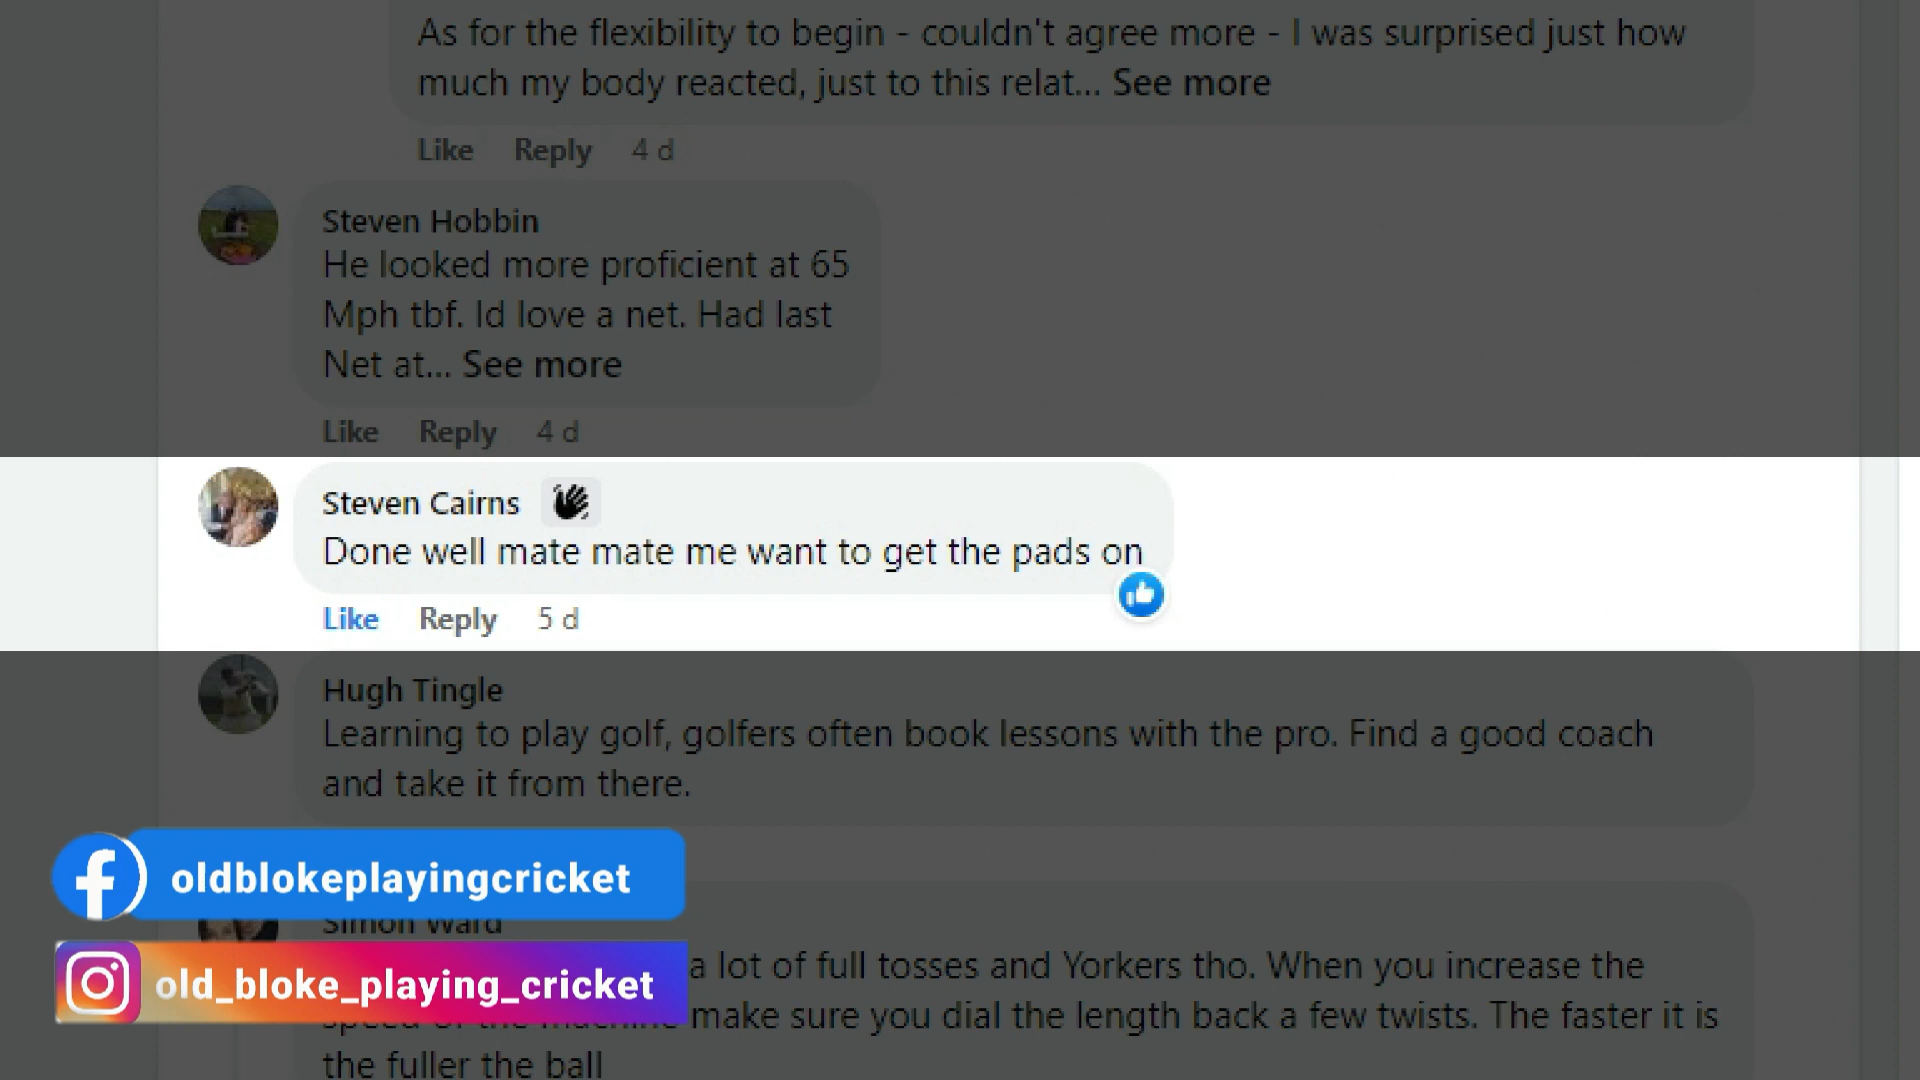 As for the flexibility to begin - couldn't agree more - I was surprised just how
much my body reacted, just to this relat... See more
Like Reply 4 d
Steven Hobbin
He looked more proficient at 65
Mph tbf. Id love a net. Had last
Net at... See more
Like Reply 4 d
Steven Cairns
Done well mate mate me want to get the pads on
Like Reply 5 d
Hugh Tingle
Learning to play golf, golfers often book lessons with the pro. Find a good coach
and take it from there.
oldblokeplayingcricket
Simon Ward
a lot of full tosses and Yorkers tho. When you increase the
old_bloke_playing_cricket
speed of the machine make sure you dial the length back a few twists. The faster it is
the fuller the ball